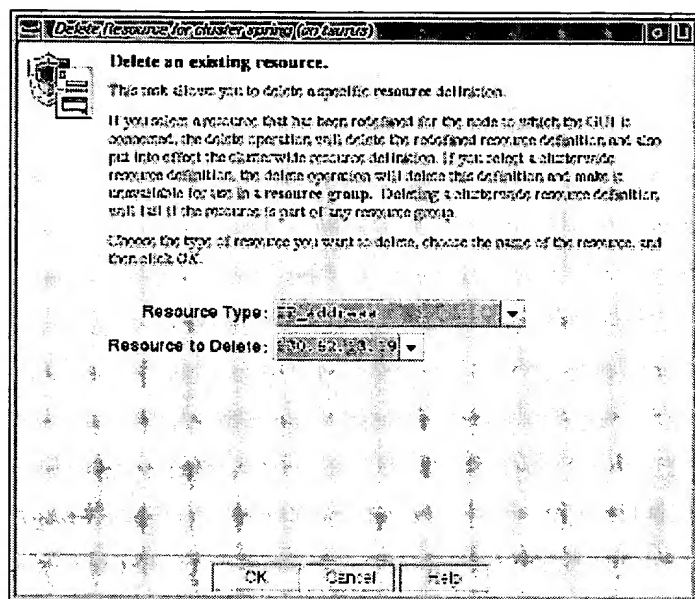 Delete Resource for cluster spring (on taurus)
Delete an existing resource.
This task allows you to delete a specific resource definition.
If you select a resource that has been redefined for the node to which the GUI is
connected, the delete operation will delete the redefined resource definition and also
put into effect the clusterwide resource definition. If you select a clusterwide
resource definition, the delete operation will delete this definition and make it
unavailable for use in a resource group. Deleting a clusterwide resource definition
will fail if the resource is part of any resource group.
Choose the type of resource you want to delete, choose the name of the resource, and
then click OK.
Resource Type: IP_address
Resource to Delete:
OK Cancel Help